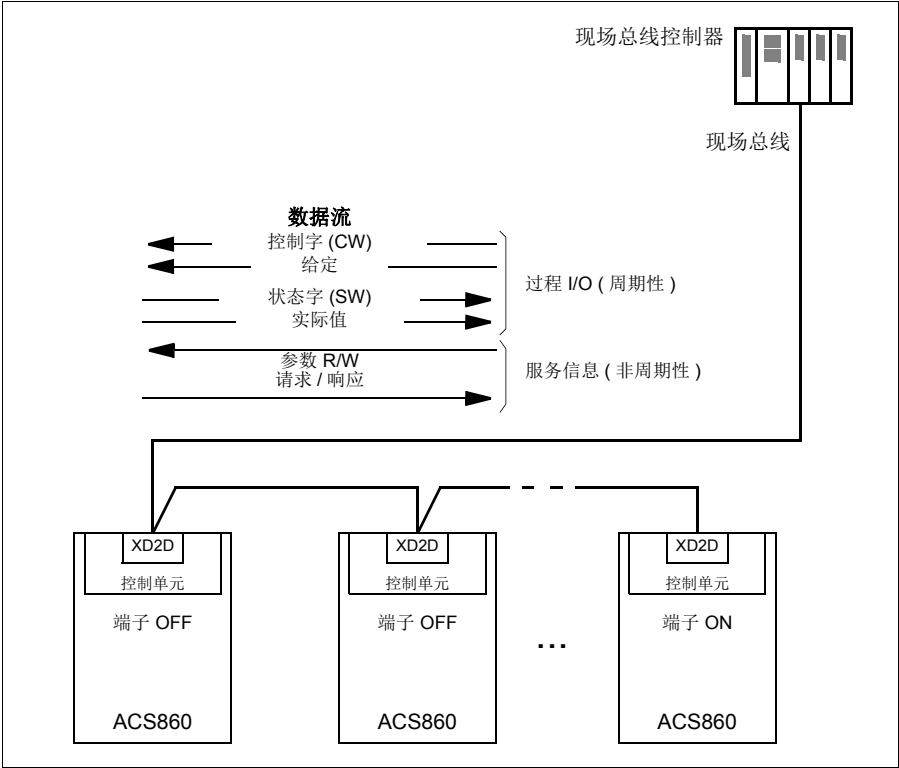 现场总线控制器
现场总线
数据流
控制字 (CW)
给定
状态字 (SW)
实际值
过程 I/O ( 周期性 )
参数 R/W
请求 / 响应
服务信息 ( 非周期性 )
XD2D
控制单元
端子 OFF
ACS860
XD2D
控制单元
端子 OFF
ACS860
...
XD2D
控制单元
端子 ON
ACS860